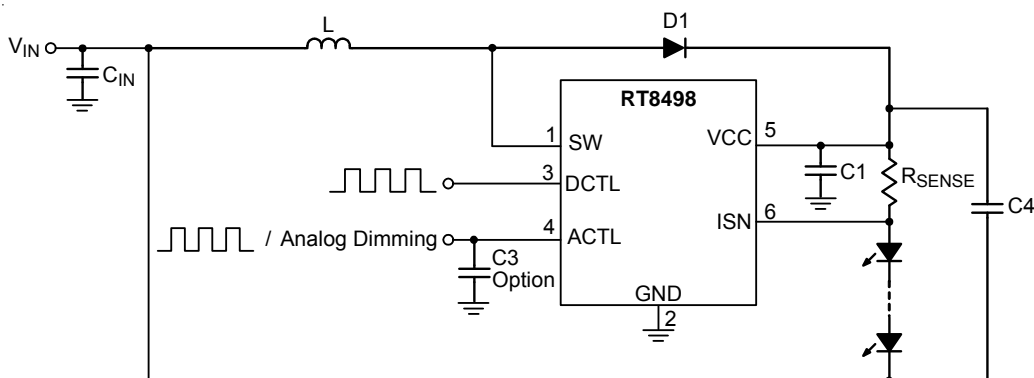 L
D1
VIN
CIN
RT8498
1
SW
VCC
5
3
DCTL
C1
RSENSE
ISN
6
C4
/ Analog Dimming
4
ACTL
C3
Option
GND
2